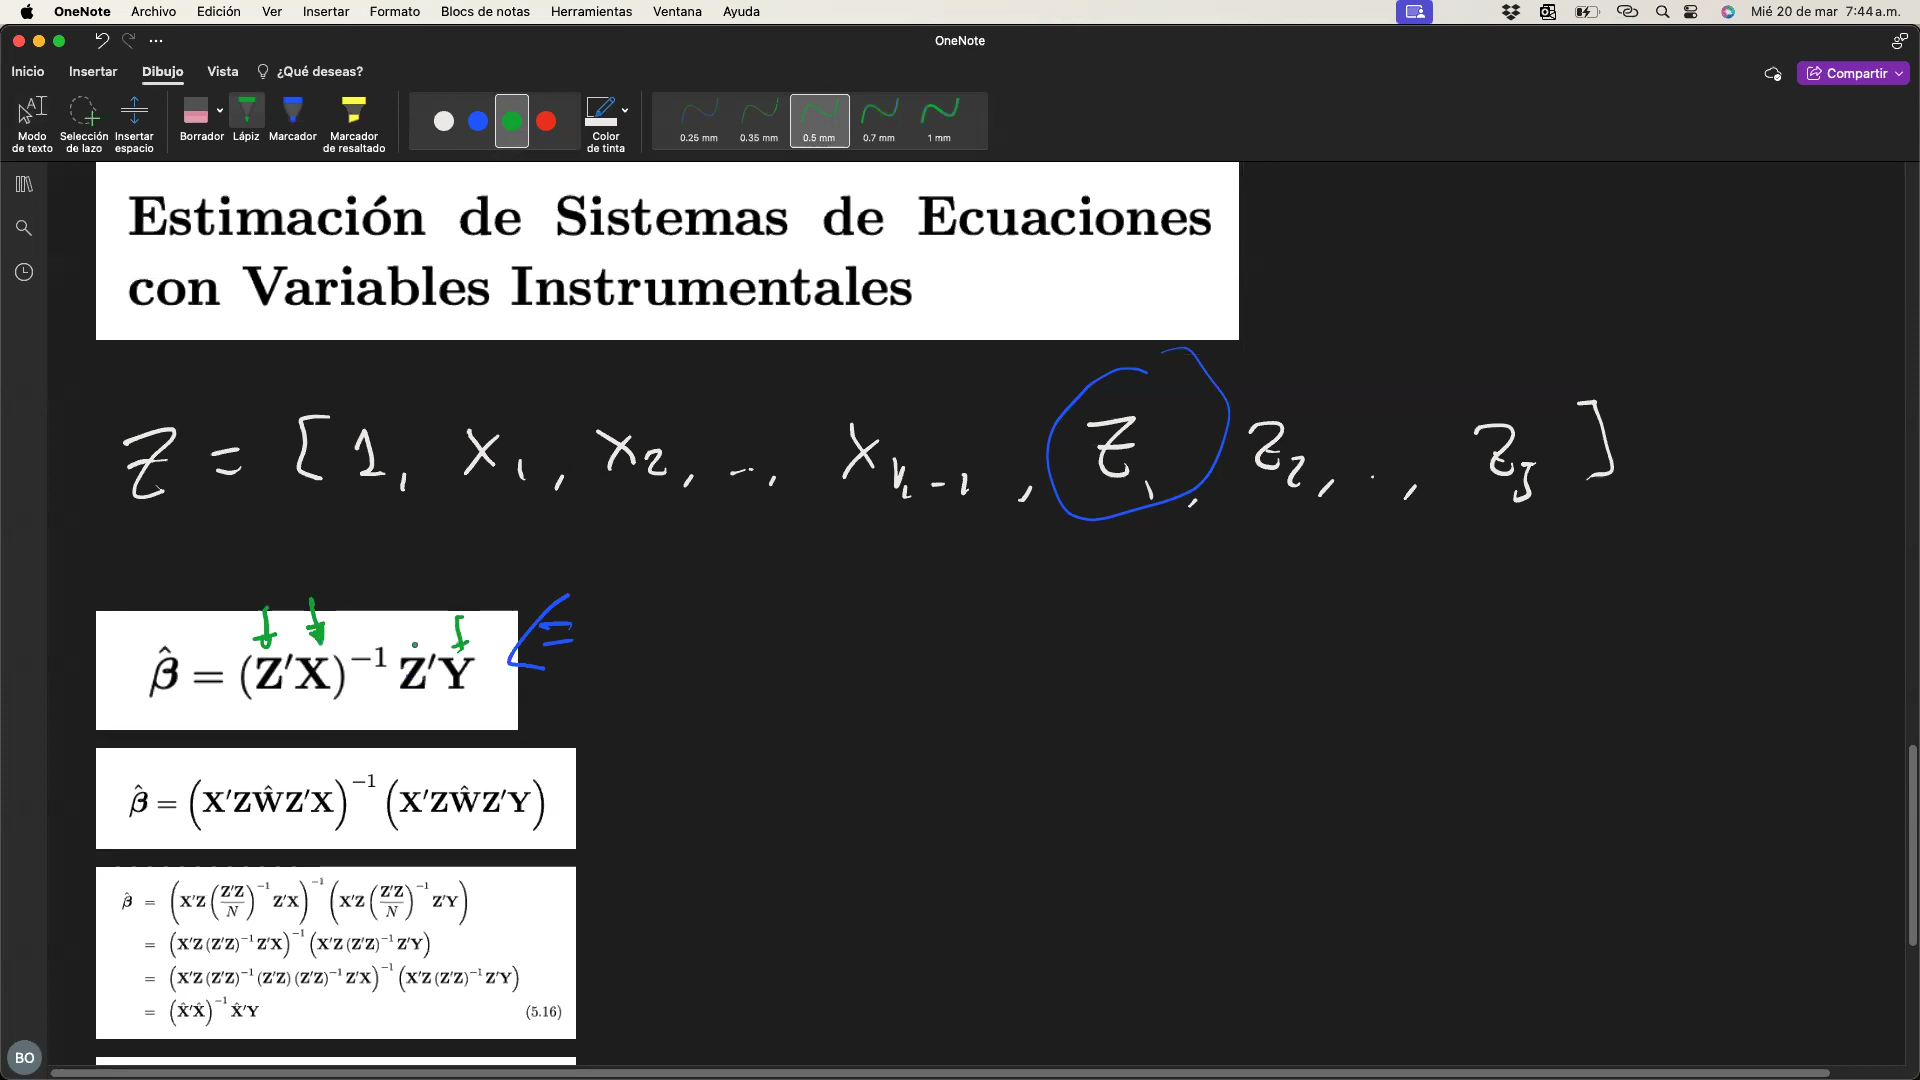 OneNote Archivo Edición Ver Insertar Formato Blocs de notas Herramientas Ventana Ayuda Mié 20 de mar 7:44 a.m.
OneNote
Inicio Insertar Dibujo Vista ¿Qué deseas? Compartir
Modo de texto
Selección de lazo
Insertar espacio
Borrador
Lápiz
Marcador
Marcador de resaltado
Color de tinta
0.25 mm 0.35 mm 0.5 mm 0.7 mm 1 mm
Estimación de Sistemas de Ecuaciones
con Variables Instrumentales
Z = [1, X₁, X₂, .., X_{K-1}, Z₁, Z₂, .., Z_J]
β̂ = (Z′X)⁻¹ Z′Y
β̂ = (X′ZŴZ′X)⁻¹ (X′ZŴZ′Y)
β̂ = (X′Z (Z′Z/N)⁻¹ Z′X)⁻¹ (X′Z (Z′Z/N)⁻¹ Z′Y)
= (X′Z (Z′Z)⁻¹ Z′X)⁻¹ (X′Z (Z′Z)⁻¹ Z′Y)
= (X′Z (Z′Z)⁻¹ (Z′Z) (Z′Z)⁻¹ Z′X)⁻¹ (X′Z (Z′Z)⁻¹ Z′Y)
= (X̂′X̂)⁻¹ X̂′Y (5.16)
BO